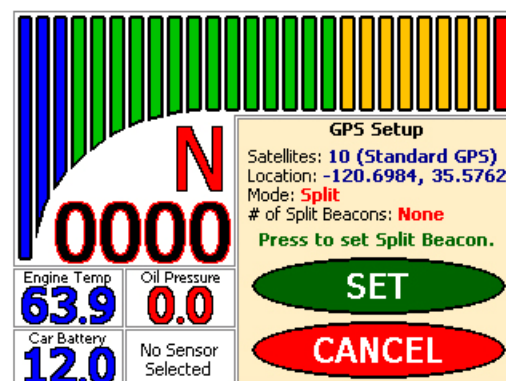 N
0000
GPS Setup
Satellites: 10 (Standard GPS)
Location: -120.6984, 35.5762
Mode: Split
# of Split Beacons: None
Press to set Split Beacon.
SET
CANCEL
Engine Temp
63.9
Oil Pressure
0.0
Car Battery
12.0
No Sensor
Selected